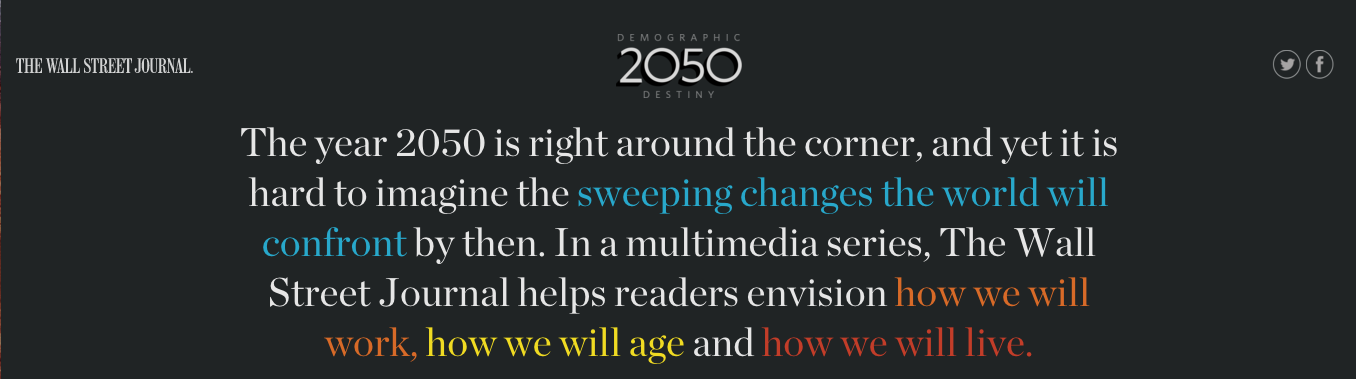 DEMOGRAPHIC
THE WALL STREET JOURNAL.
2050
DESTINY
The year 2050 is right around the corner, and yet it is
hard to imagine the sweeping changes the world will
confront by then. In a multimedia series, The Wall
Street Journal helps readers envision how we will
work, how we will age and how we will live.